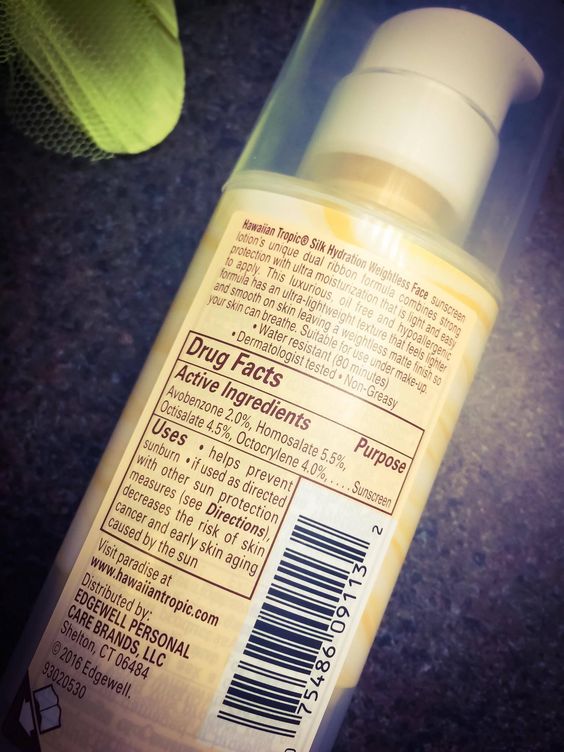 Hawaiian Tropic® Silk Hydration Weightless Face sunscreen
lotion's unique dual ribbon formula combines strong
protection with ultra moisturization that is light and easy
to apply. This luxurious, oil free and hypoallergenic
formula has an ultra-lightweight texture that feels lighter
and smooth on skin leaving a weightless matte finish so
your skin can breathe. Suitable for use under make-up.
• Water resistant (80 minutes)
• Dermatologist tested • Non-Greasy
Drug Facts
Active Ingredients Purpose
Avobenzone 2.0%, Homosalate 5.5%,
Octisalate 4.5%, Octocrylene 4.0%, .... Sunscreen
Uses • helps prevent
sunburn • if used as directed
with other sun protection
measures (see Directions),
decreases the risk of skin
cancer and early skin aging
caused by the sun
Visit paradise at
www.hawaiiantropic.com
Distributed by:
EDGEWELL PERSONAL
CARE BRANDS, LLC
Shelton, CT 06484
© 2016 Edgewell.
93020530
0 75486 09113 2